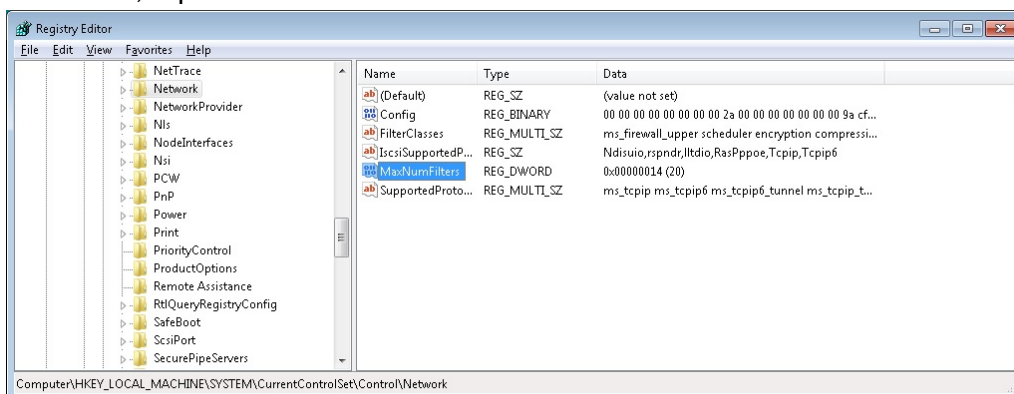 Registry Editor
File Edit View Favorites Help
NetTrace
Network
NetworkProvider
Nls
NodeInterfaces
Nsi
PCW
PnP
Power
Print
PriorityControl
ProductOptions
Remote Assistance
RtlQueryRegistryConfig
SafeBoot
ScsiPort
SecurePipeServers
Name Type Data
(Default) REG_SZ (value not set)
Config REG_BINARY 00 00 00 00 00 00 00 00 2a 00 00 00 00 00 00 00 9a cf...
FilterClasses REG_MULTI_SZ ms_firewall_upper scheduler encryption compressi...
IscsiSupportedP... REG_SZ Ndisuio,rspndr,lltdio,RasPppoe,Tcpip,Tcpip6
MaxNumFilters REG_DWORD 0x00000014 (20)
SupportedProto... REG_MULTI_SZ ms_tcpip ms_tcpip6 ms_tcpip6_tunnel ms_tcpip_t...
Computer\HKEY_LOCAL_MACHINE\SYSTEM\CurrentControlSet\Control\Network